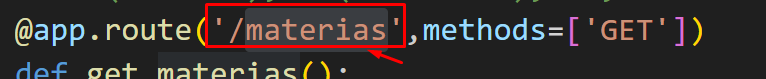 @app.route('/materias',methods=['GET'])
def get_materias():